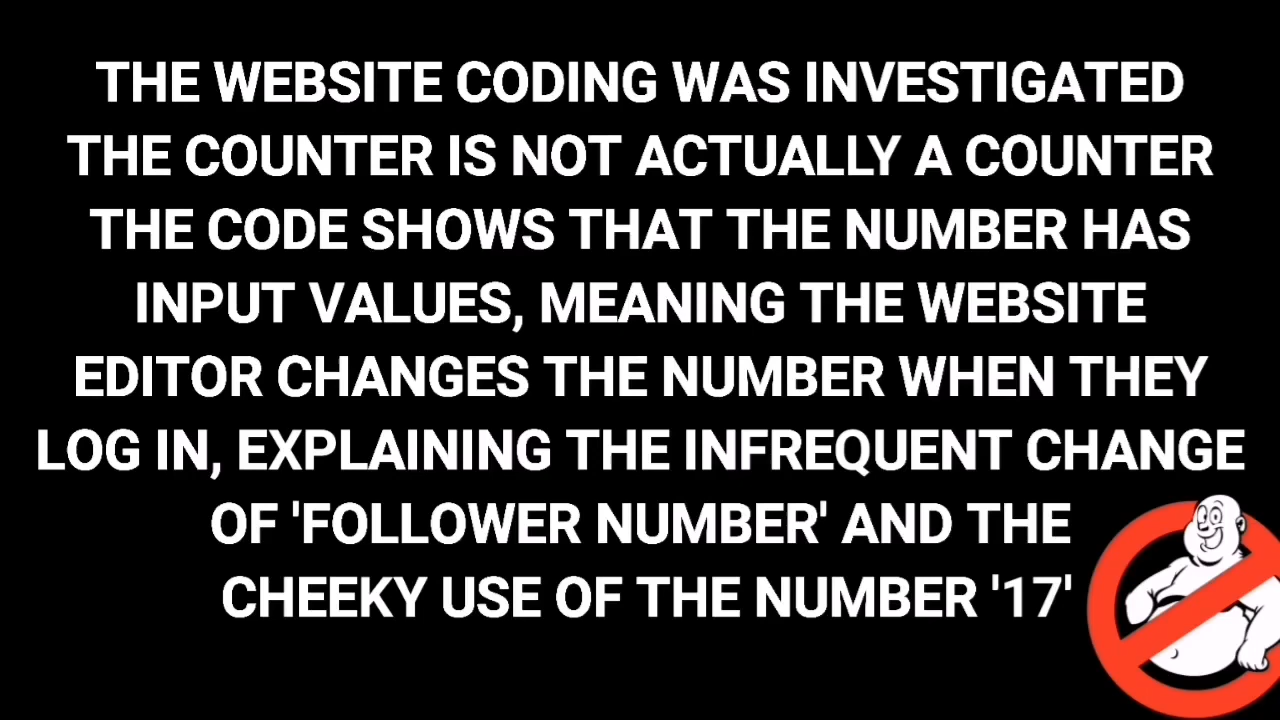 THE WEBSITE CODING WAS INVESTIGATED
THE COUNTER IS NOT ACTUALLY A COUNTER
THE CODE SHOWS THAT THE NUMBER HAS
INPUT VALUES, MEANING THE WEBSITE
EDITOR CHANGES THE NUMBER WHEN THEY
LOG IN, EXPLAINING THE INFREQUENT CHANGE
OF 'FOLLOWER NUMBER' AND THE
CHEEKY USE OF THE NUMBER '17'